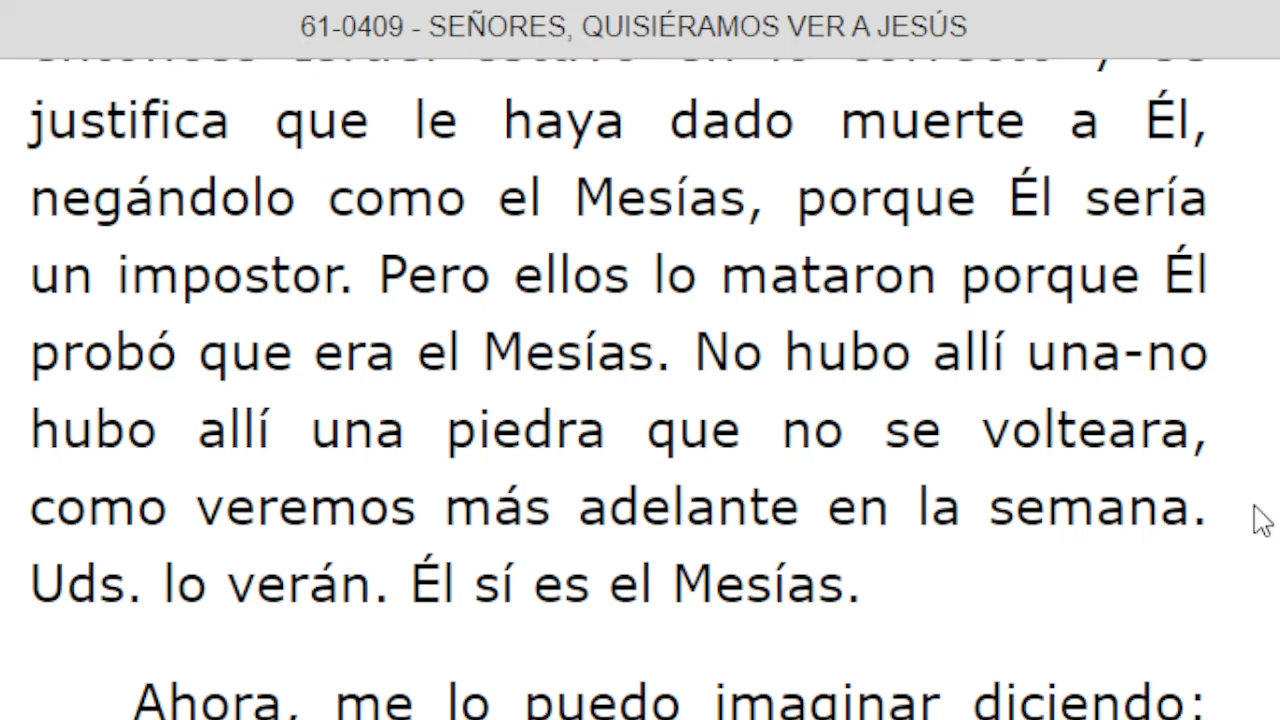 61-0409 - SEÑORES, QUISIÉRAMOS VER A JESÚS
justifica que le haya dado muerte a Él,
negándolo como el Mesías, porque Él sería
un impostor. Pero ellos lo mataron porque Él
probó que era el Mesías. No hubo allí una-no
hubo allí una piedra que no se volteara,
como veremos más adelante en la semana.
Uds. lo verán. Él sí es el Mesías.
Ahora, me lo puedo imaginar diciendo: